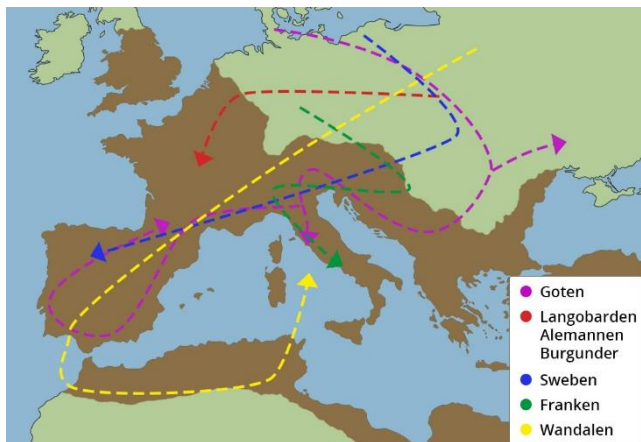 Goten
Langobarden
Alemannen
Burgunder
Sweben
Franken
Wandalen